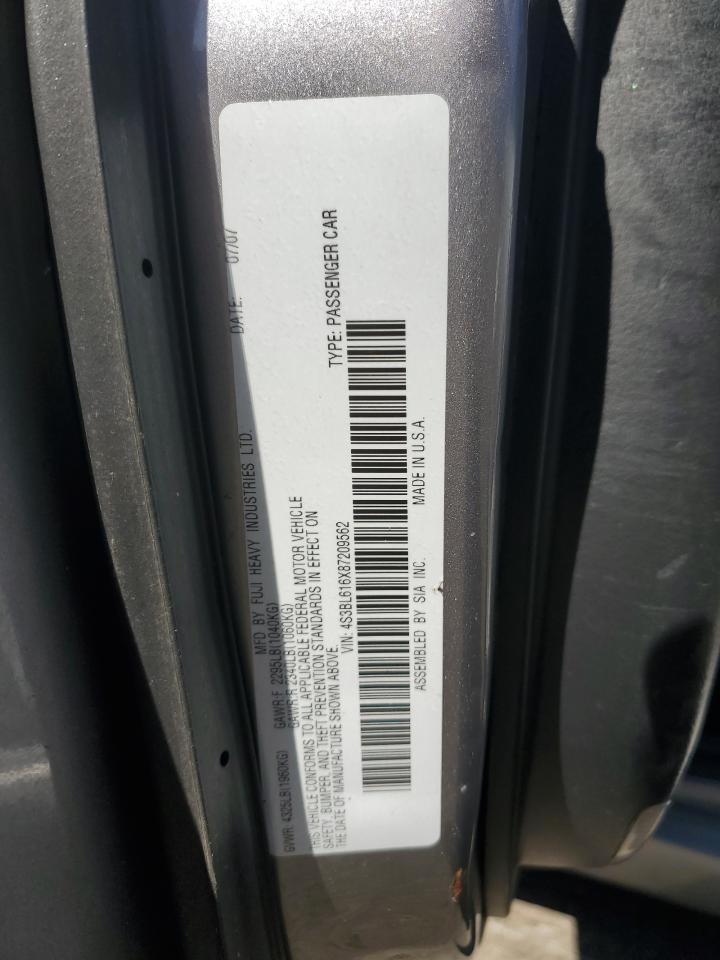 MFD BY FUJI HEAVY INDUSTRIES LTD. DATE: 07/07
GVWR: 4325LB(1960KG) GAWR:F 2295LB(1040KG)
GAWR:R 2340LB(1060KG)
THIS VEHICLE CONFORMS TO ALL APPLICABLE FEDERAL MOTOR VEHICLE
SAFETY, BUMPER, AND THEFT PREVENTION STANDARDS IN EFFECT ON
THE DATE OF MANUFACTURE SHOWN ABOVE.
VIN: 4S3BL616X87209562 TYPE: PASSENGER CAR
ASSEMBLED BY SIA INC. MADE IN U.S.A.